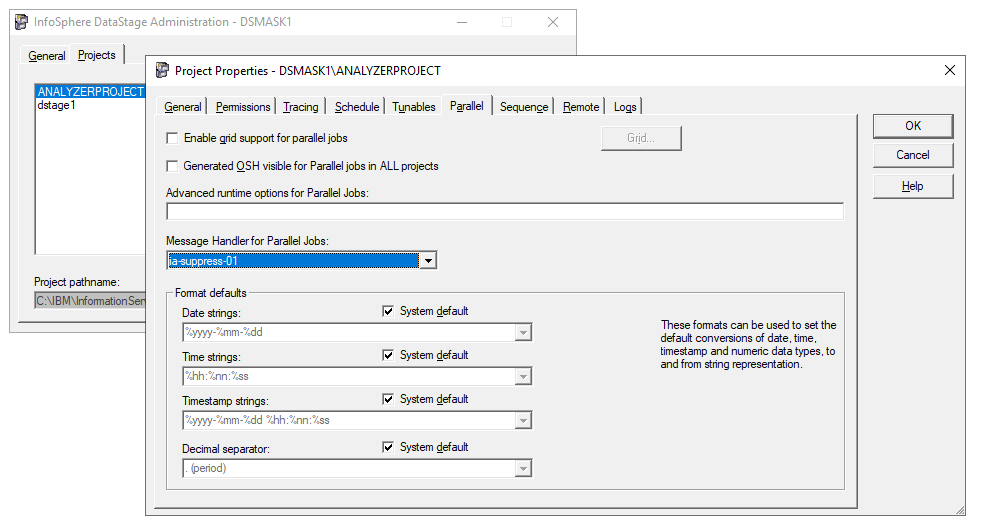 InfoSphere DataStage Administration - DSMASK1
General Projects
ANALYZERPROJECT
dstage1
Project pathname:
C:\IBM\InformationServ
Project Properties - DSMASK1\ANALYZERPROJECT
General Permissions Tracing Schedule Tunables Parallel Sequence Remote Logs
Enable grid support for parallel jobs
Grid...
Generated OSH visible for Parallel jobs in ALL projects
Advanced runtime options for Parallel Jobs:
Message Handler for Parallel Jobs:
ia-suppress-01
Format defaults
Date strings: System default
%yyyy-%mm-%dd
Time strings: System default
%hh:%nn:%ss
Timestamp strings: System default
%yyyy-%mm-%dd %hh:%nn:%ss
Decimal separator: System default
. (period)
These formats can be used to set the
default conversions of date, time,
timestamp and numeric data types, to
and from string representation.
OK
Cancel
Help